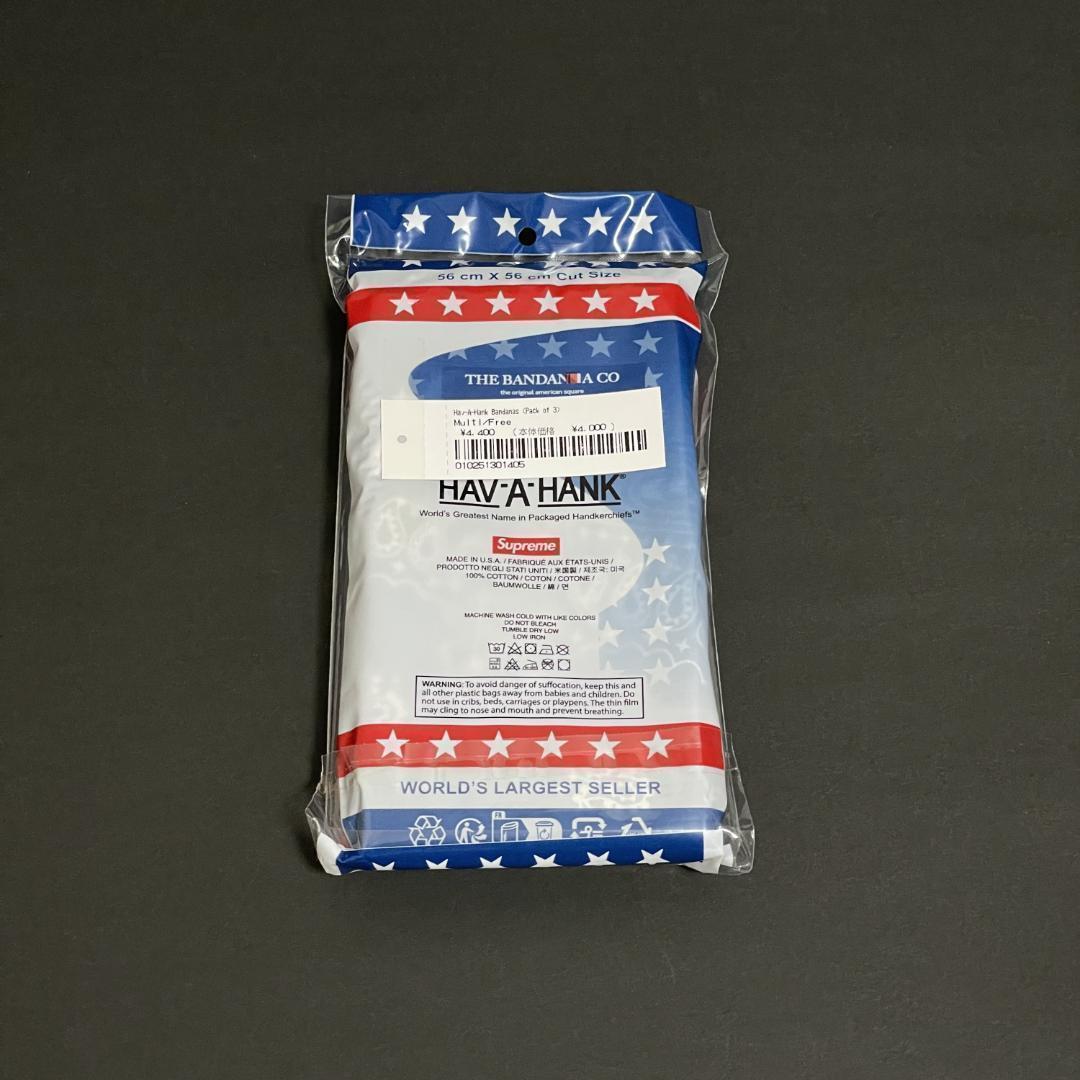 56 cm X 56 cm Cut Size
THE BANDANNA CO
the original american square
Hav-A-Hank Bandanas (Pack of 3)
Multi/Free
¥4,400 (本体価格 ¥4,000 )
010251301405
HAV-A-HANK®
World's Greatest Name in Packaged Handkerchiefs™
Supreme
MADE IN U.S.A. / FABRIQUÉ AUX ÉTATS-UNIS /
PRODOTTO NEGLI STATI UNITI / 米国製 / 제조국: 미국
100% COTTON / COTON / COTONE /
BAUMWOLLE / 綿 / 면
MACHINE WASH COLD WITH LIKE COLORS
DO NOT BLEACH
TUMBLE DRY LOW
LOW IRON
30
WARNING: To avoid danger of suffocation, keep this and
all other plastic bags away from babies and children. Do
not use in cribs, beds, carriages or playpens. The thin film
may cling to nose and mouth and prevent breathing.
WORLD'S LARGEST SELLER
FR